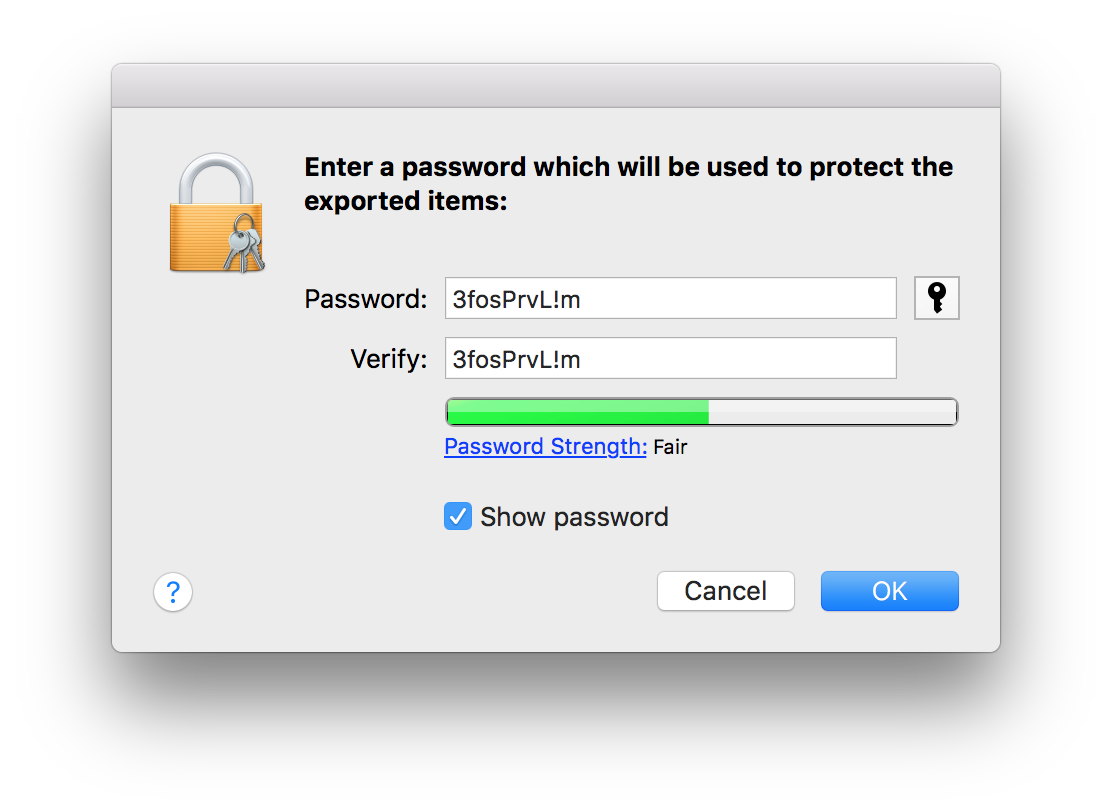 Enter a password which will be used to protect the
exported items:
Password: 3fosPrvL!m
Verify: 3fosPrvL!m
Password Strength: Fair
Show password
? Cancel OK